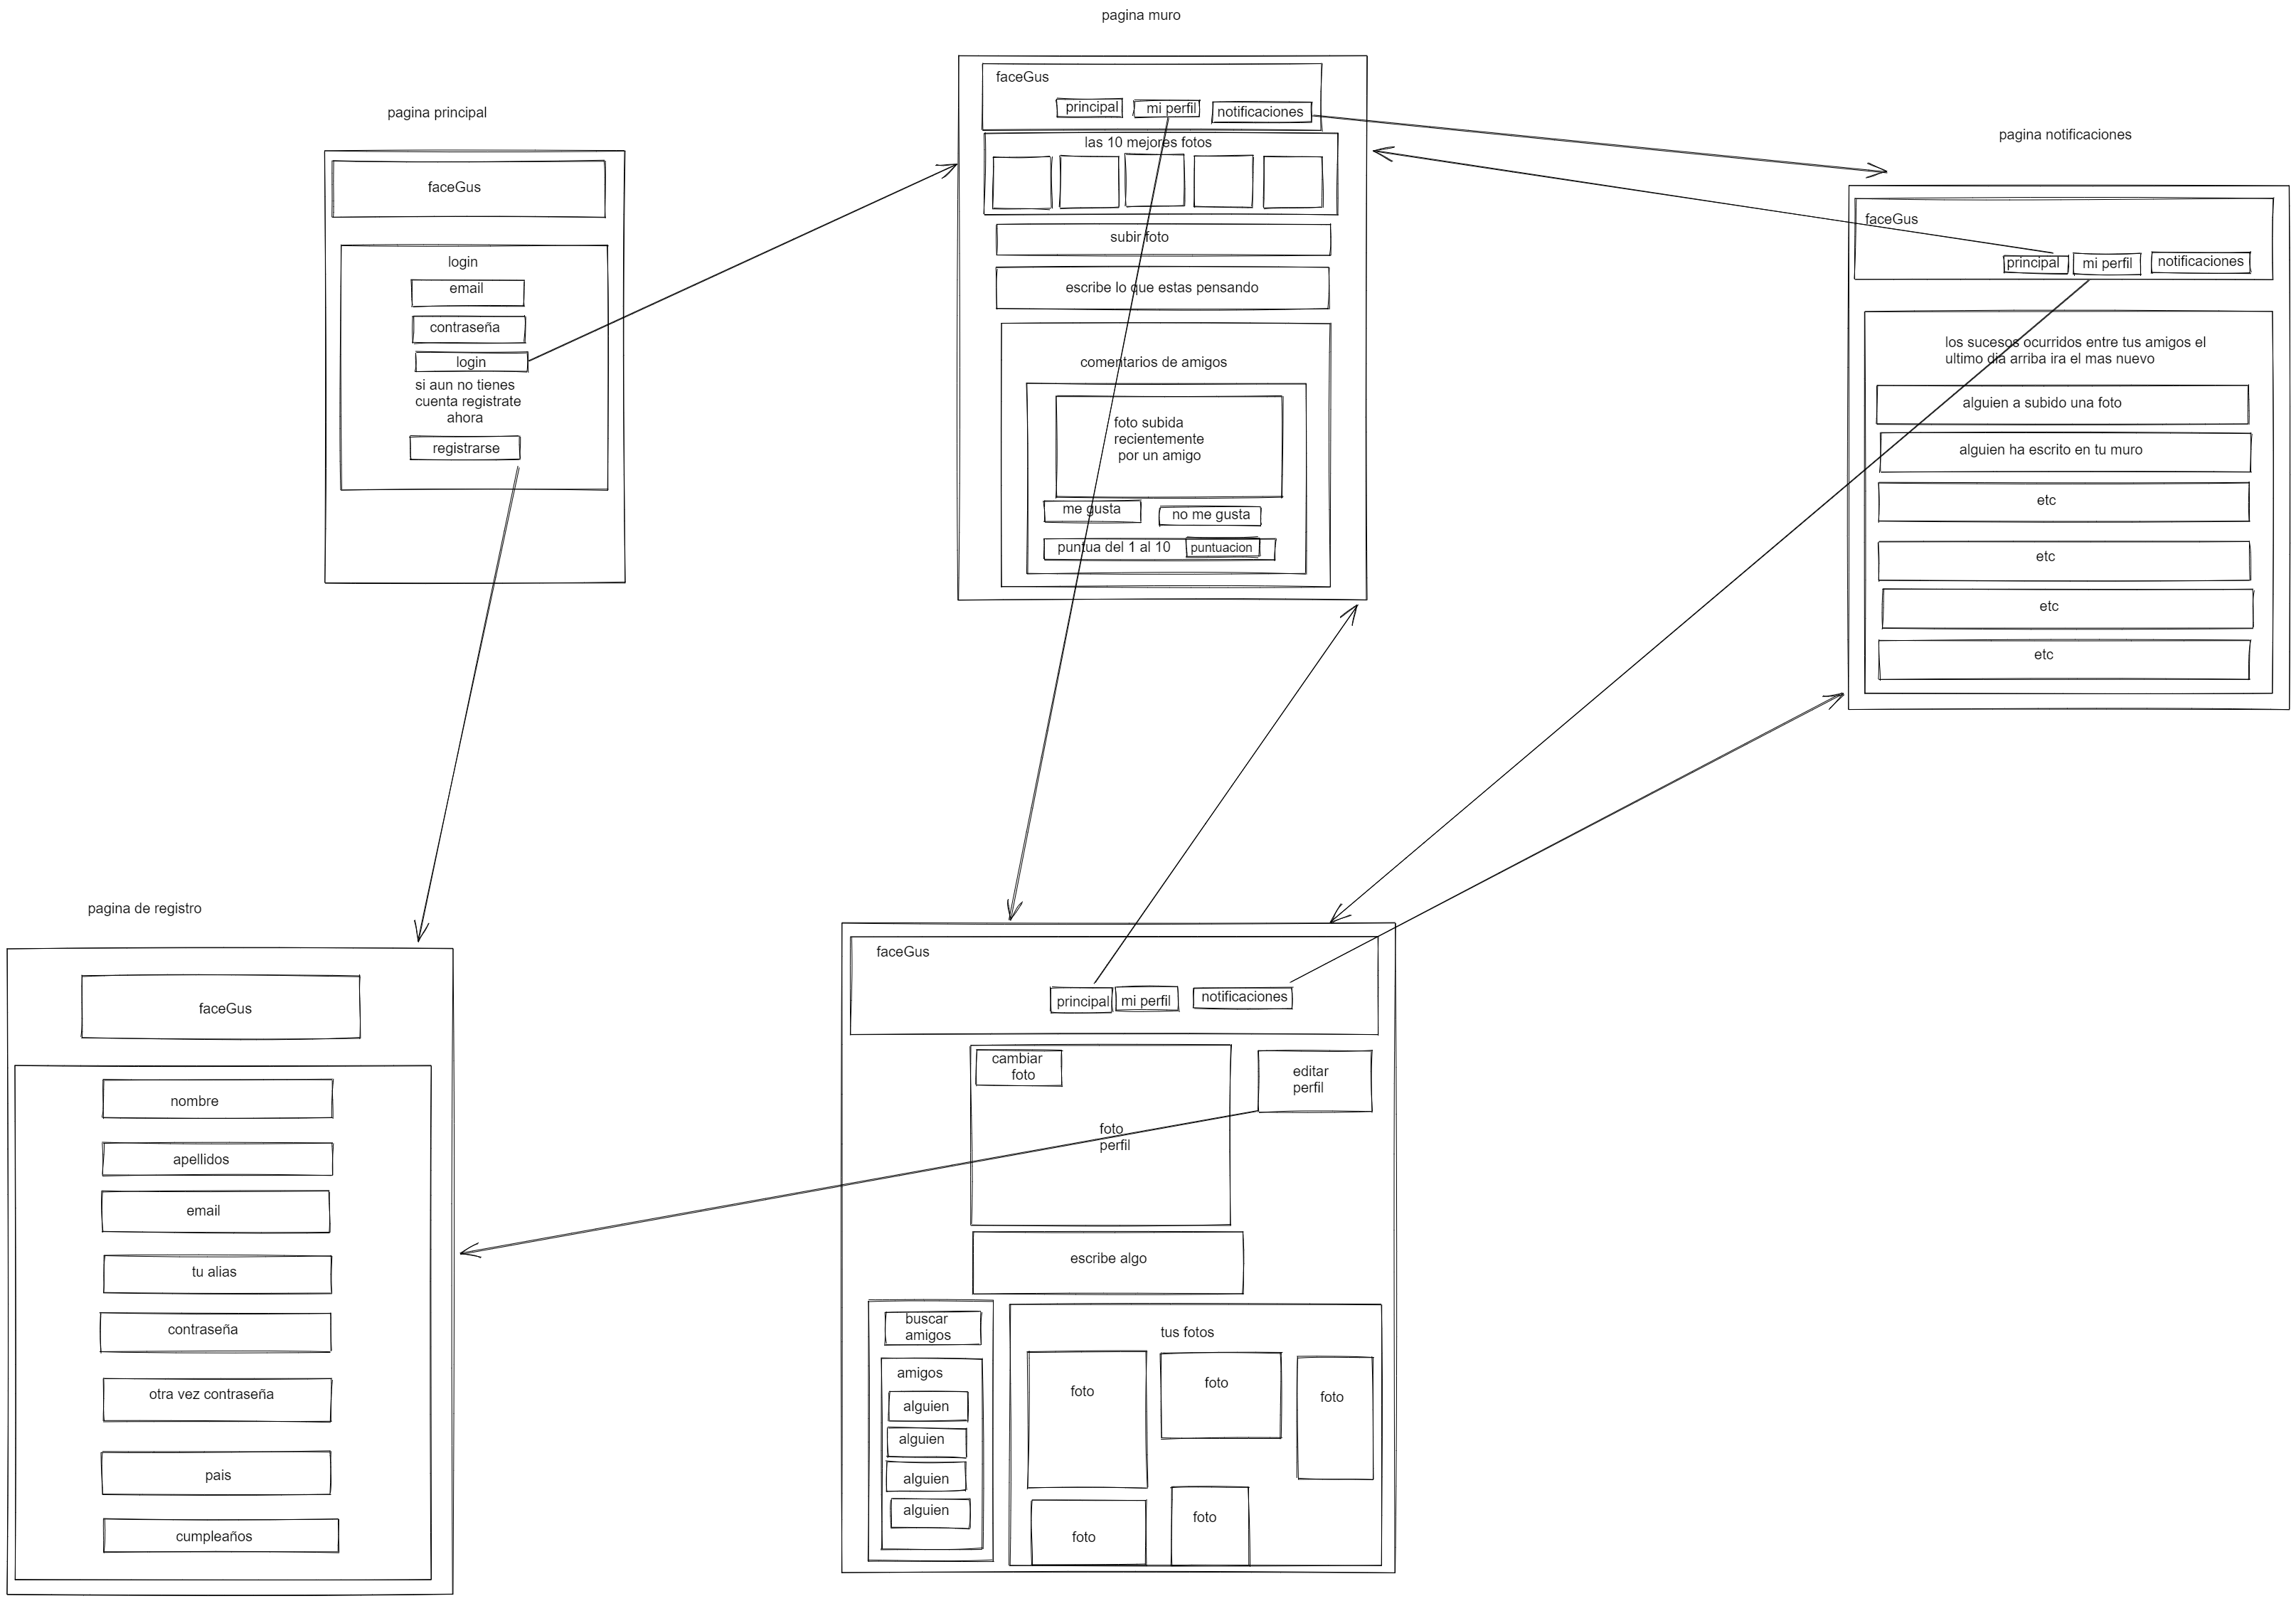 pagina muro
faceGus
principal
mi perfil
notificaciones
las 10 mejores fotos
subir foto
escribe lo que estas pensando
comentarios de amigos
foto subida
recientemente
por un amigo
me gusta
no me gusta
puntua del 1 al 10
puntuacion
pagina principal
faceGus
login
email
contraseña
login
si aun no tienes
cuenta registrate
ahora
registrarse
pagina notificaciones
faceGus
principal
mi perfil
notificaciones
los sucesos ocurridos entre tus amigos el
ultimo dia arriba ira el mas nuevo
alguien a subido una foto
alguien ha escrito en tu muro
etc
etc
etc
etc
pagina de registro
faceGus
nombre
apellidos
email
tu alias
contraseña
otra vez contraseña
pais
cumpleaños
faceGus
principal
mi perfil
notificaciones
cambiar
foto
editar
perfil
foto
perfil
escribe algo
buscar
amigos
amigos
alguien
alguien
alguien
alguien
tus fotos
foto
foto
foto
foto
foto